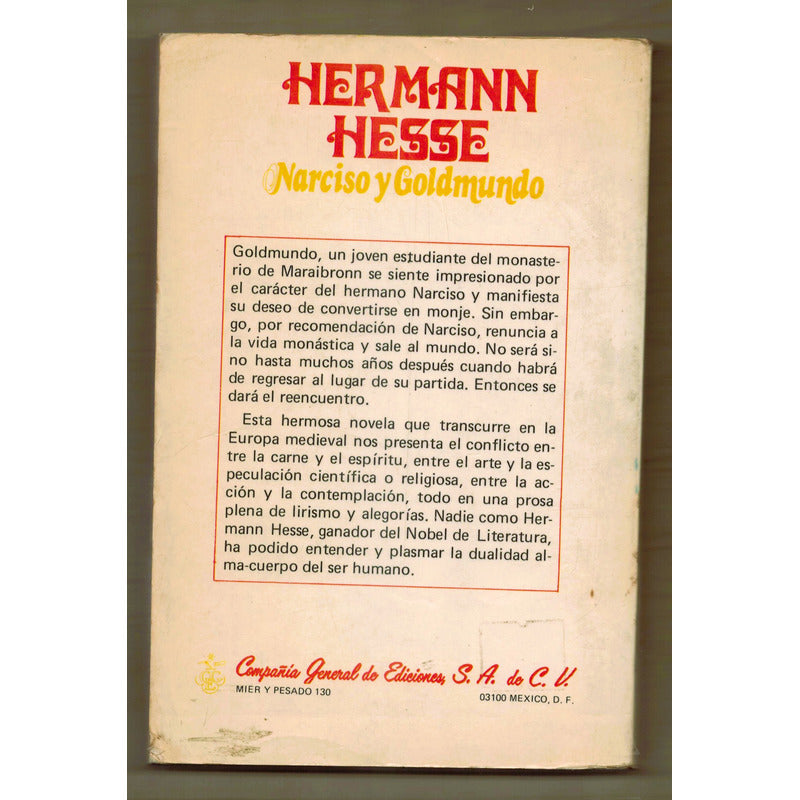 HERMANN
HESSE
Narciso y Goldmundo
Goldmundo, un joven estudiante del monaste-
rio de Maraibronn se siente impresionado por
el carácter del hermano Narciso y manifiesta
su deseo de convertirse en monje. Sin embar-
go, por recomendación de Narciso, renuncia a
la vida monástica y sale al mundo. No será si-
no hasta muchos años después cuando habrá
de regresar al lugar de su partida. Entonces se
dará el reencuentro.
Esta hermosa novela que transcurre en la
Europa medieval nos presenta el conflicto en-
tre la carne y el espíritu, entre el arte y la es-
peculación científica o religiosa, entre la ac-
ción y la contemplación, todo en una prosa
plena de lirismo y alegorías. Nadie como Her-
mann Hesse, ganador del Nobel de Literatura,
ha podido entender y plasmar la dualidad al-
ma-cuerpo del ser humano.
Compañía General de Ediciones, S. A. de C. V.
MIER Y PESADO 130 03100 MEXICO, D. F.